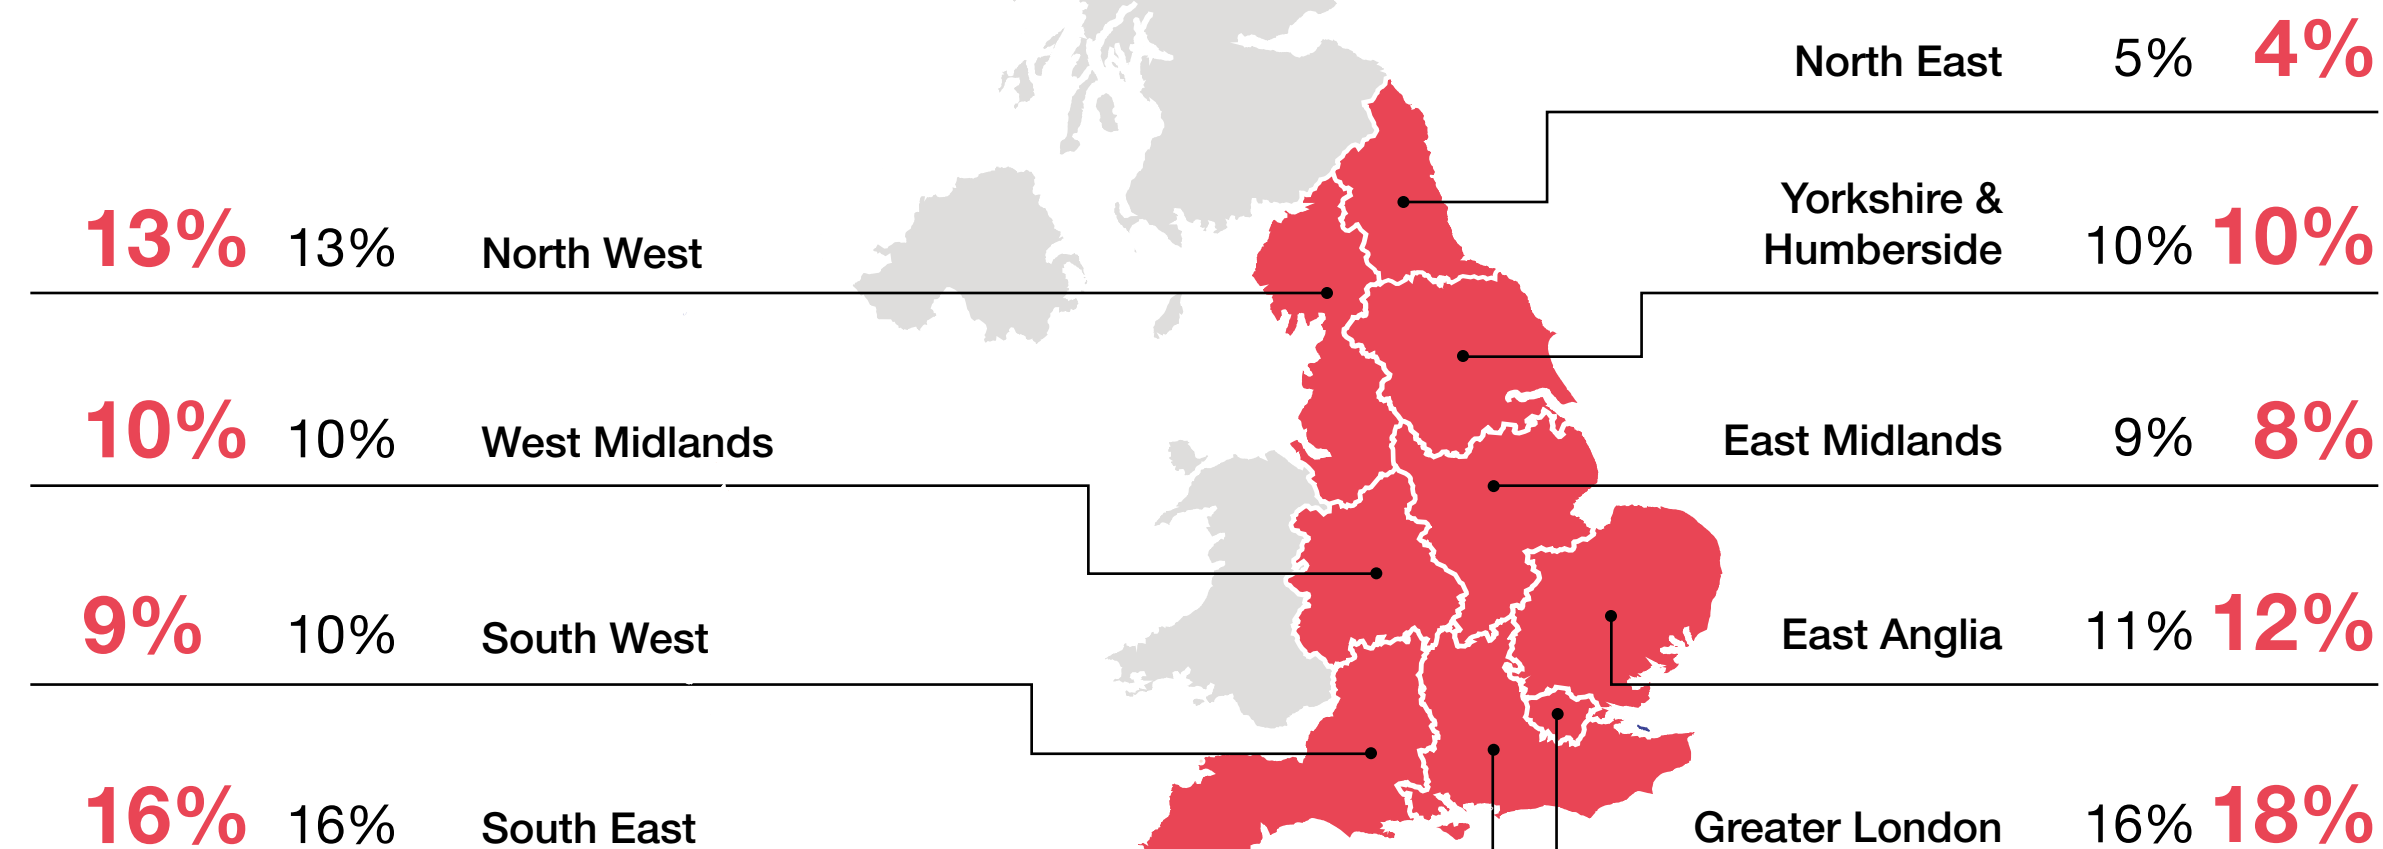 North East 5% 4%
Yorkshire &
Humberside 10% 10%
13% 13% North West
10% 10% West Midlands
East Midlands 9% 8%
9% 10% South West
East Anglia 11% 12%
16% 16% South East
Greater London 16% 18%